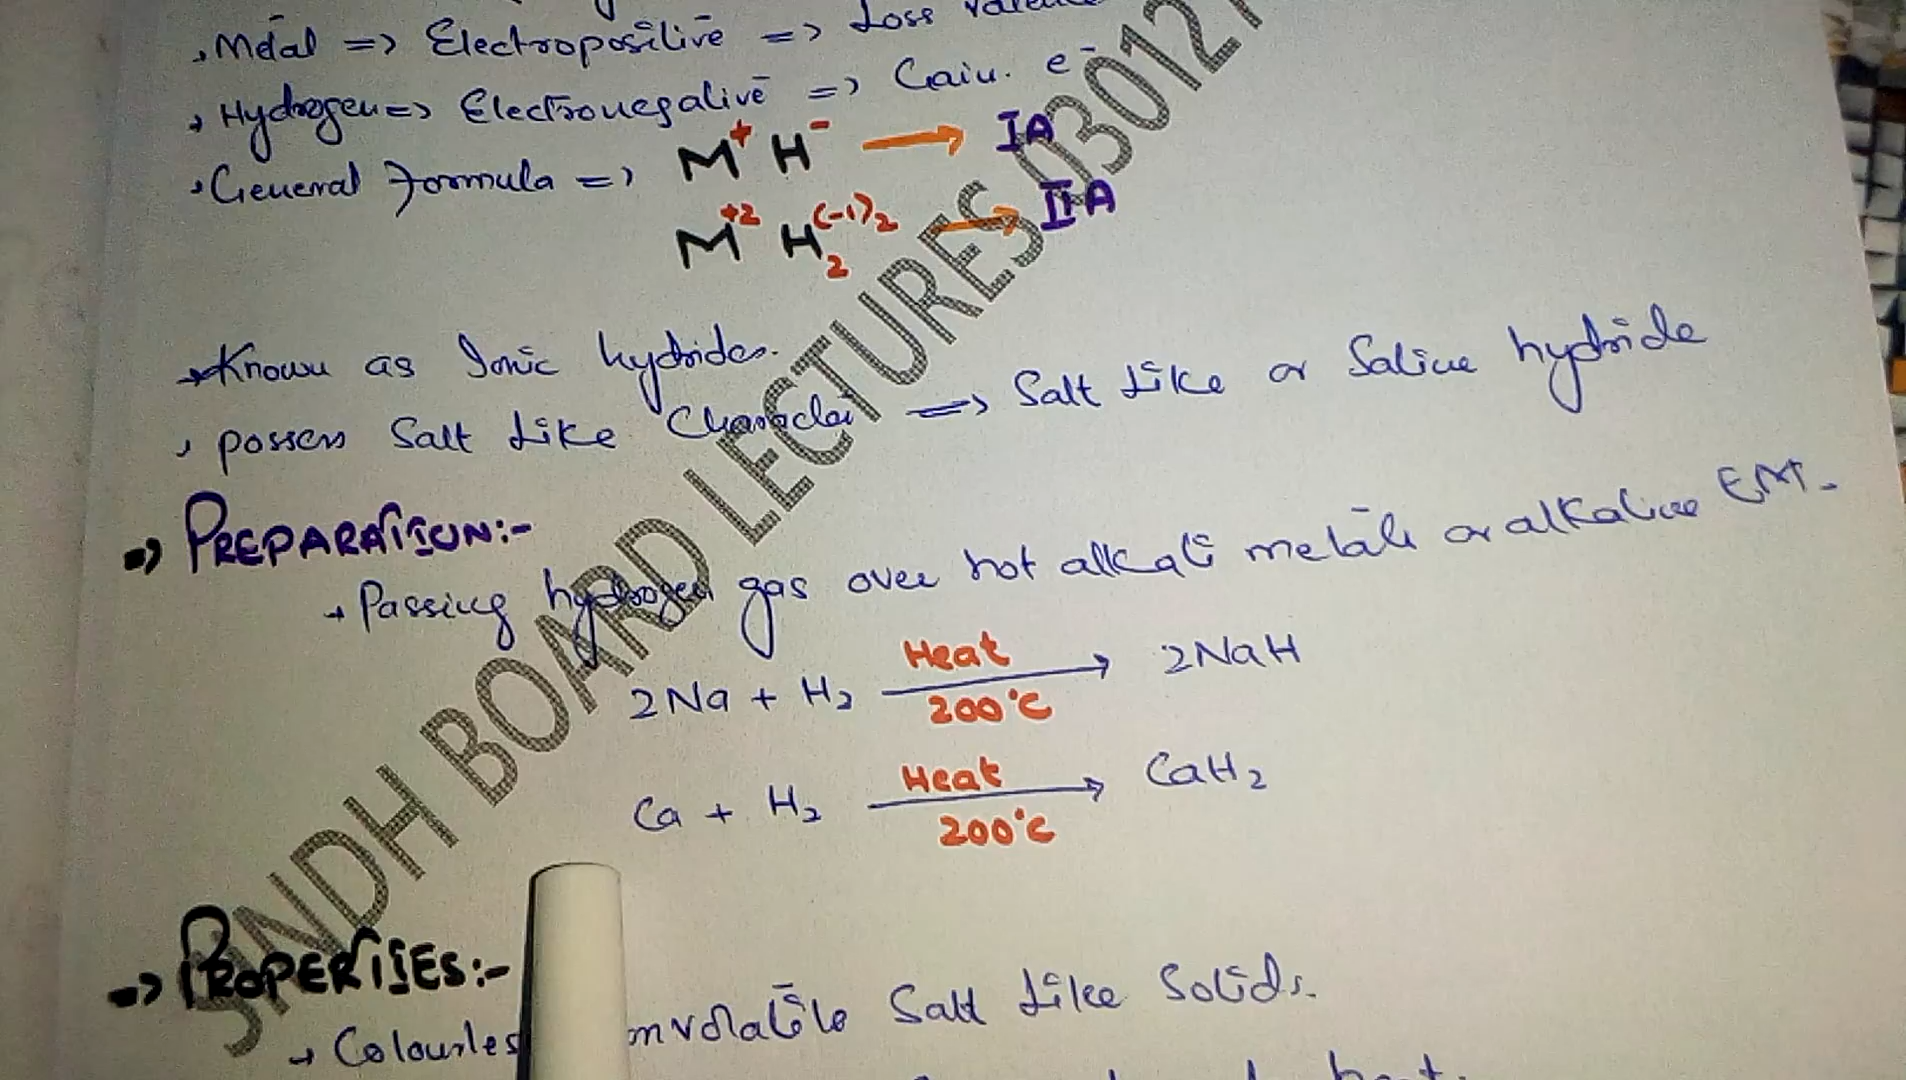 Metal => Electropositive => Loss
Hydrogen => Electronegative => Gain. e⁻
General Formula => M⁺ H⁻ → IA
M⁺² H₂⁽⁻¹⁾² → IIA
Known as Ionic hydrides.
possess Salt Like Character => Salt Like or Saline hydride
=> PREPARATION:-
→ Passing hydrogen gas over hot alkali metals or alkaline EM.
2Na + H₂ Heat 200°C → 2NaH
Ca + H₂ Heat 200°C → CaH₂
=> PROPERTIES:-
→ Colourles Salt Like Solids.
SINDH BOARD LECTURES 03012